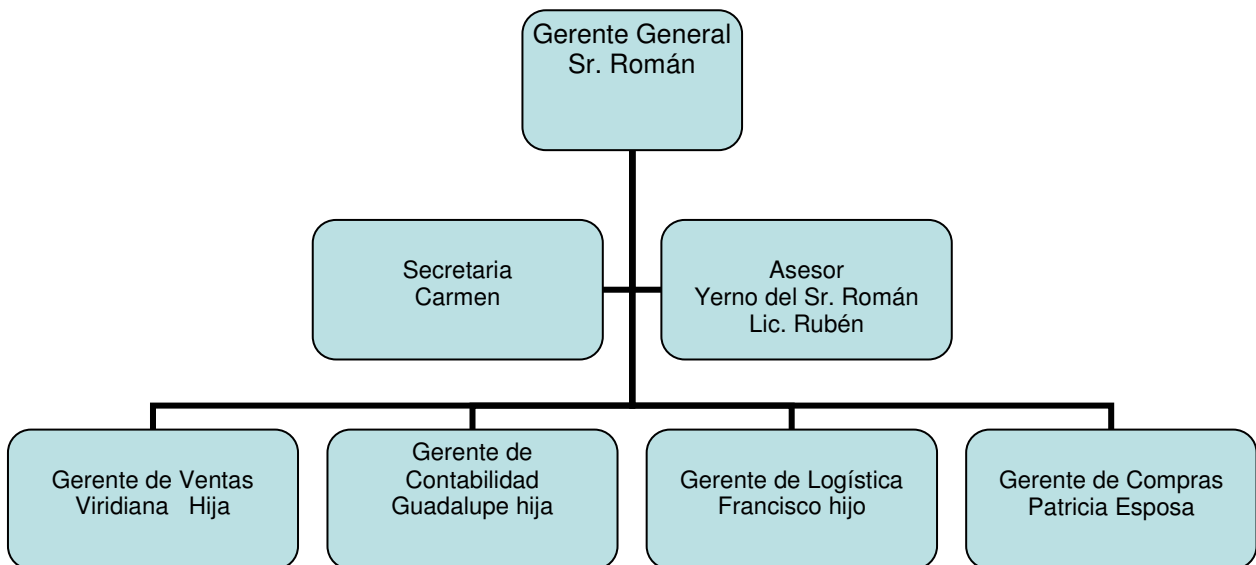 Gerente General
Sr. Román
Secretaria
Carmen
Asesor
Yerno del Sr. Román
Lic. Rubén
Gerente de Ventas
Viridiana Hija
Gerente de
Contabilidad
Guadalupe hija
Gerente de Logística
Francisco hijo
Gerente de Compras
Patricia Esposa